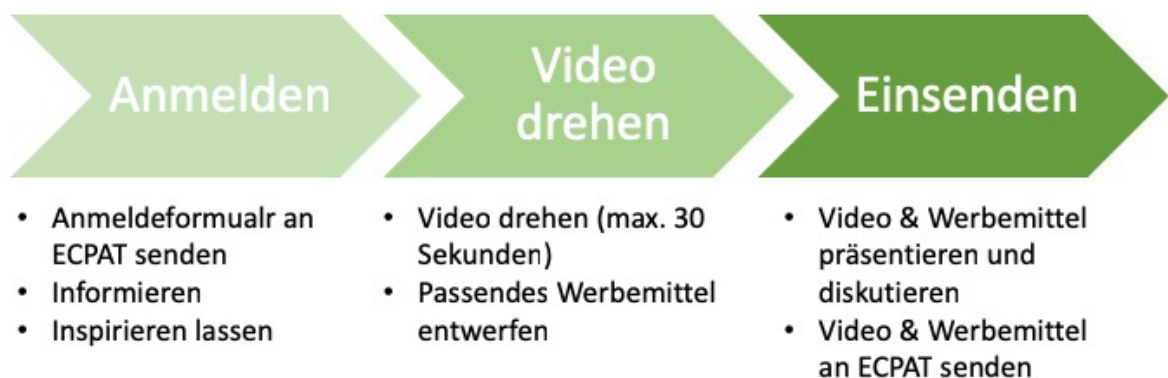 Anmelden
• Anmeldeformualr an
ECPAT senden
• Informieren
• Inspirieren lassen
Video
drehen
• Video drehen (max. 30
Sekunden)
• Passendes Werbemittel
entwerfen
Einsenden
• Video & Werbemittel
präsentieren und
diskutieren
• Video & Werbemittel
an ECPAT senden